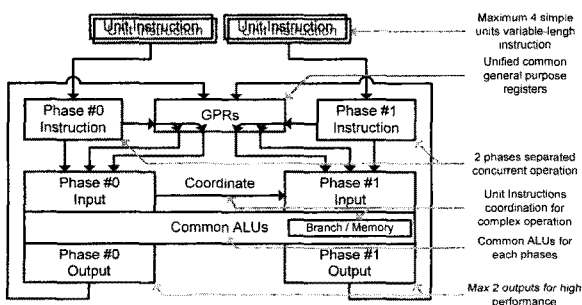 Unit Instruction
Unit Instruction
Maximum 4 simple
units variable-lengh
instruction
Unified common
general purpose
registers
Phase #0
Instruction
GPRs
Phase #1
Instruction
2 phases separated
concurrent operation
Phase #0
Input
Coordinate
Phase #1
Input
Unit Instructions
coordination for
complex operation
Common ALUs
Branch / Memory
Common ALUs for
each phases
Phase #0
Output
Phase #1
Output
Max 2 outputs for high
performance